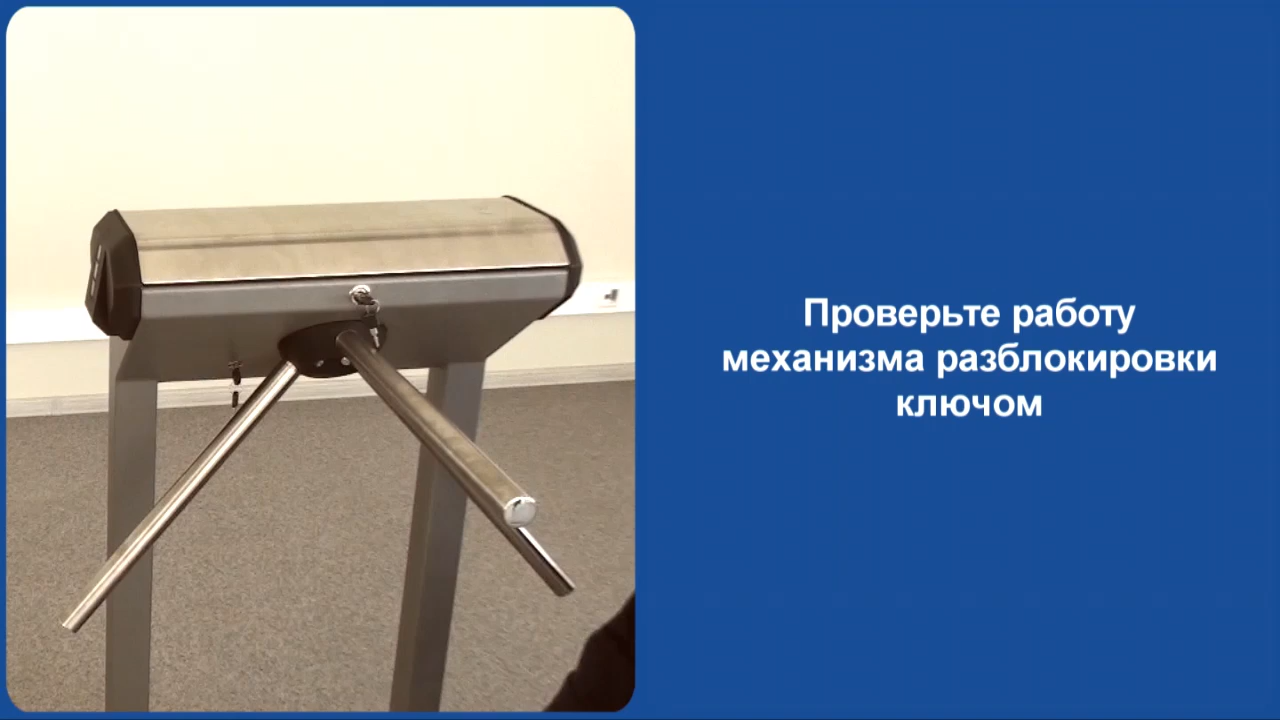 Проверьте работу
механизма разблокировки
ключом